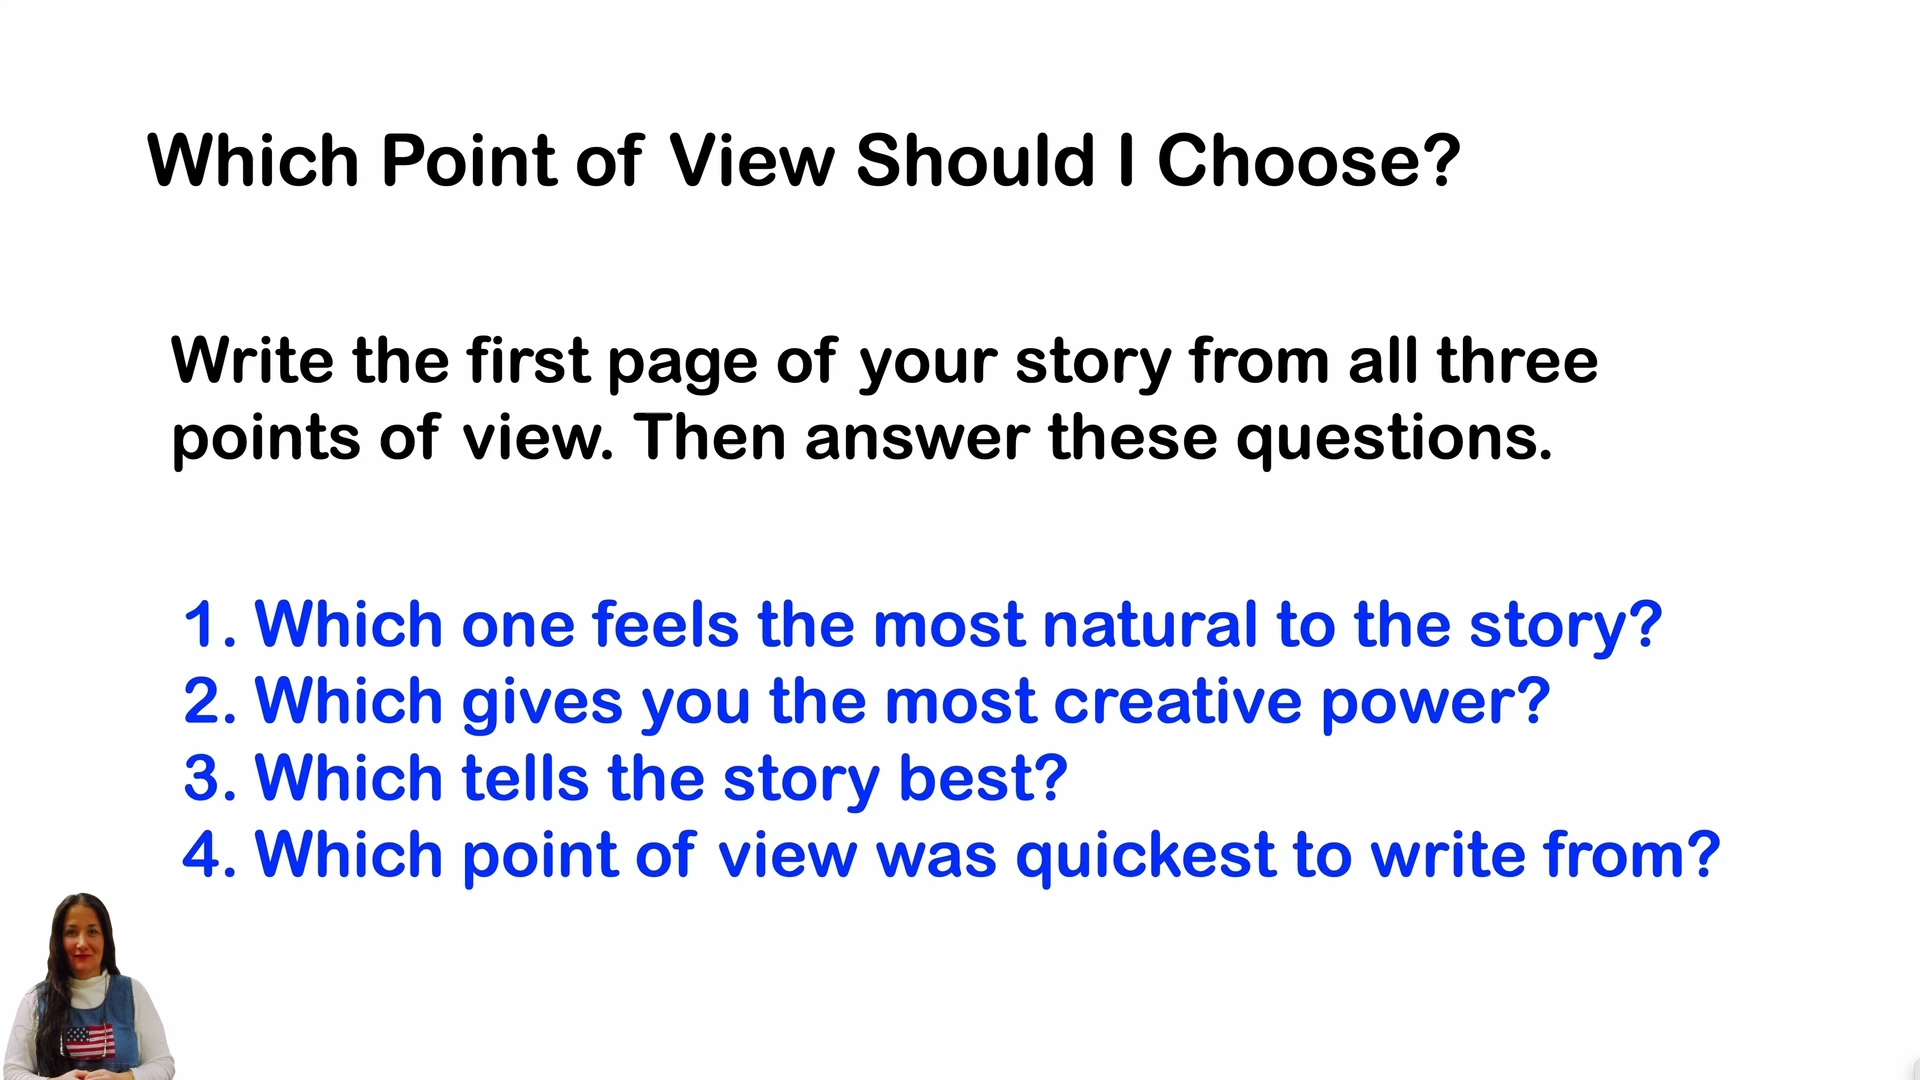 Which Point of View Should I Choose?
Write the first page of your story from all three
points of view. Then answer these questions.
1. Which one feels the most natural to the story?
2. Which gives you the most creative power?
3. Which tells the story best?
4. Which point of view was quickest to write from?